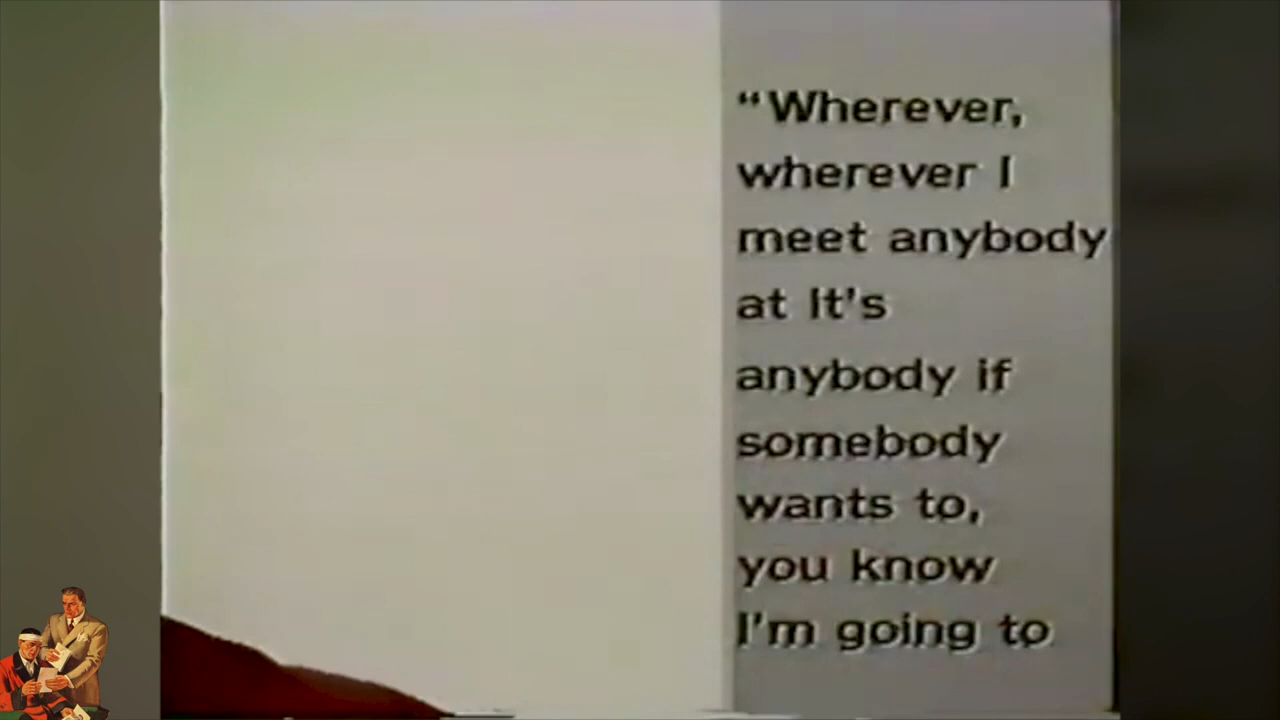 “Wherever,
wherever I
meet anybody
at It's
anybody if
somebody
wants to,
you know
I'm going to